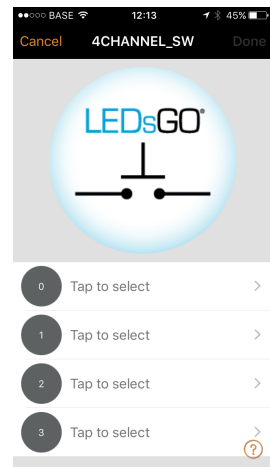 BASE 12:13 45%
Cancel 4CHANNEL_SW Done
LEDsGO®
0 Tap to select
1 Tap to select
2 Tap to select
3 Tap to select
?